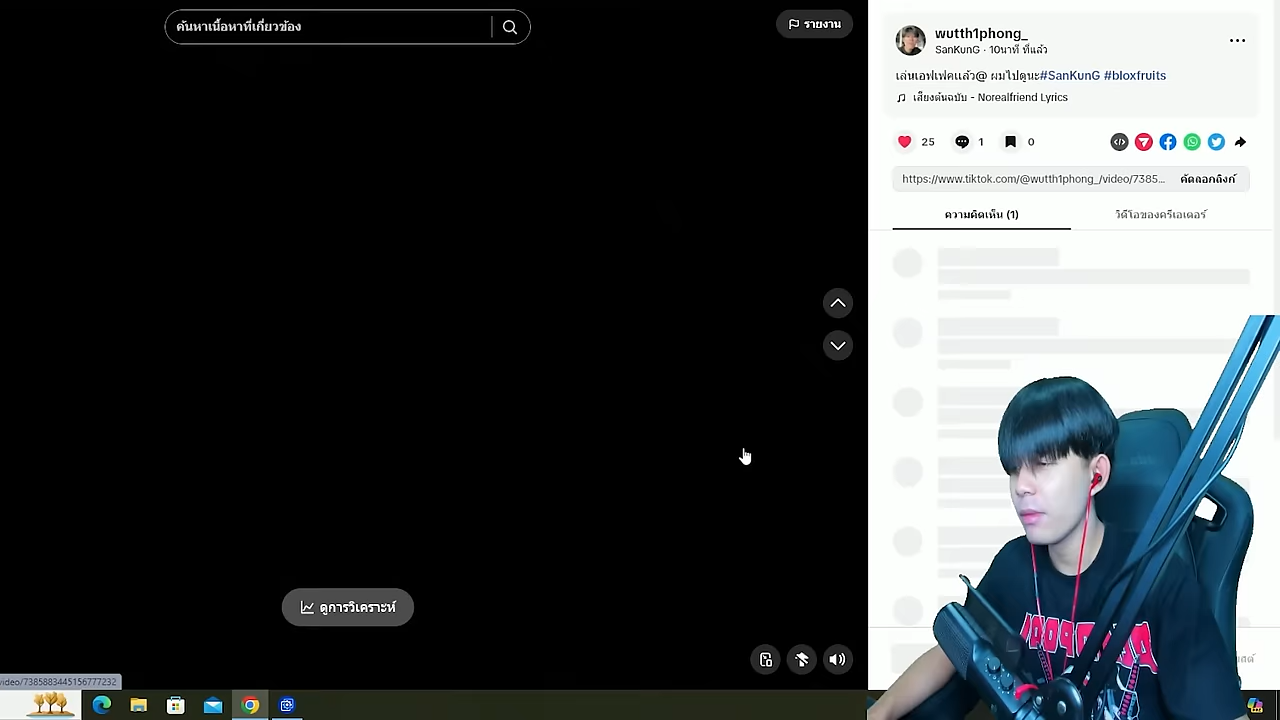 ค้นหาเนื้อหาที่เกี่ยวข้อง
รายงาน
wutth1phong_
SanKunG · 10นาที ที่แล้ว
เล่นเอฟเฟคแล้ว@ ผมไปดูนะ#SanKunG #bloxfruits
เสียงต้นฉบับ - Norealfriend Lyrics
25
1
0
https://www.tiktok.com/@wutth1phong_/video/7385...
คัดลอกลิงก์
ความคิดเห็น (1)
วิดีโอของครีเอเตอร์
ดูการวิเคราะห์
video/7385883445156777232